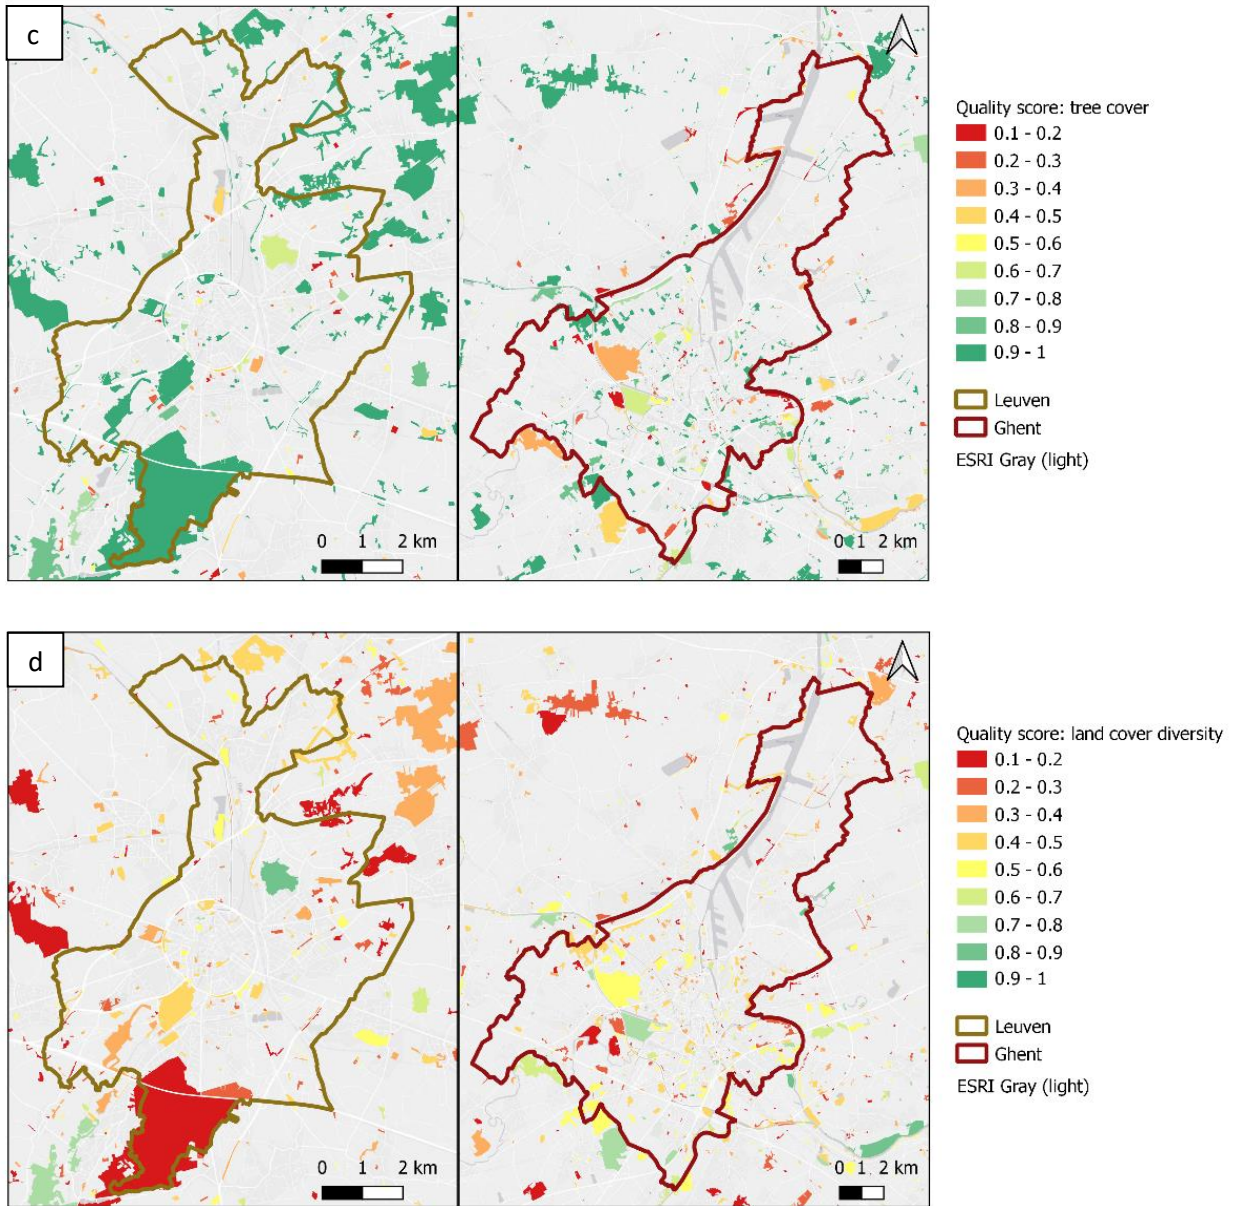 c
Quality score: tree cover
0.1 - 0.2
0.2 - 0.3
0.3 - 0.4
0.4 - 0.5
0.5 - 0.6
0.6 - 0.7
0.7 - 0.8
0.8 - 0.9
0.9 - 1
Leuven
Ghent
ESRI Gray (light)
0 1 2 km
0 1 2 km
d
Quality score: land cover diversity
0.1 - 0.2
0.2 - 0.3
0.3 - 0.4
0.4 - 0.5
0.5 - 0.6
0.6 - 0.7
0.7 - 0.8
0.8 - 0.9
0.9 - 1
Leuven
Ghent
ESRI Gray (light)
0 1 2 km
0 1 2 km